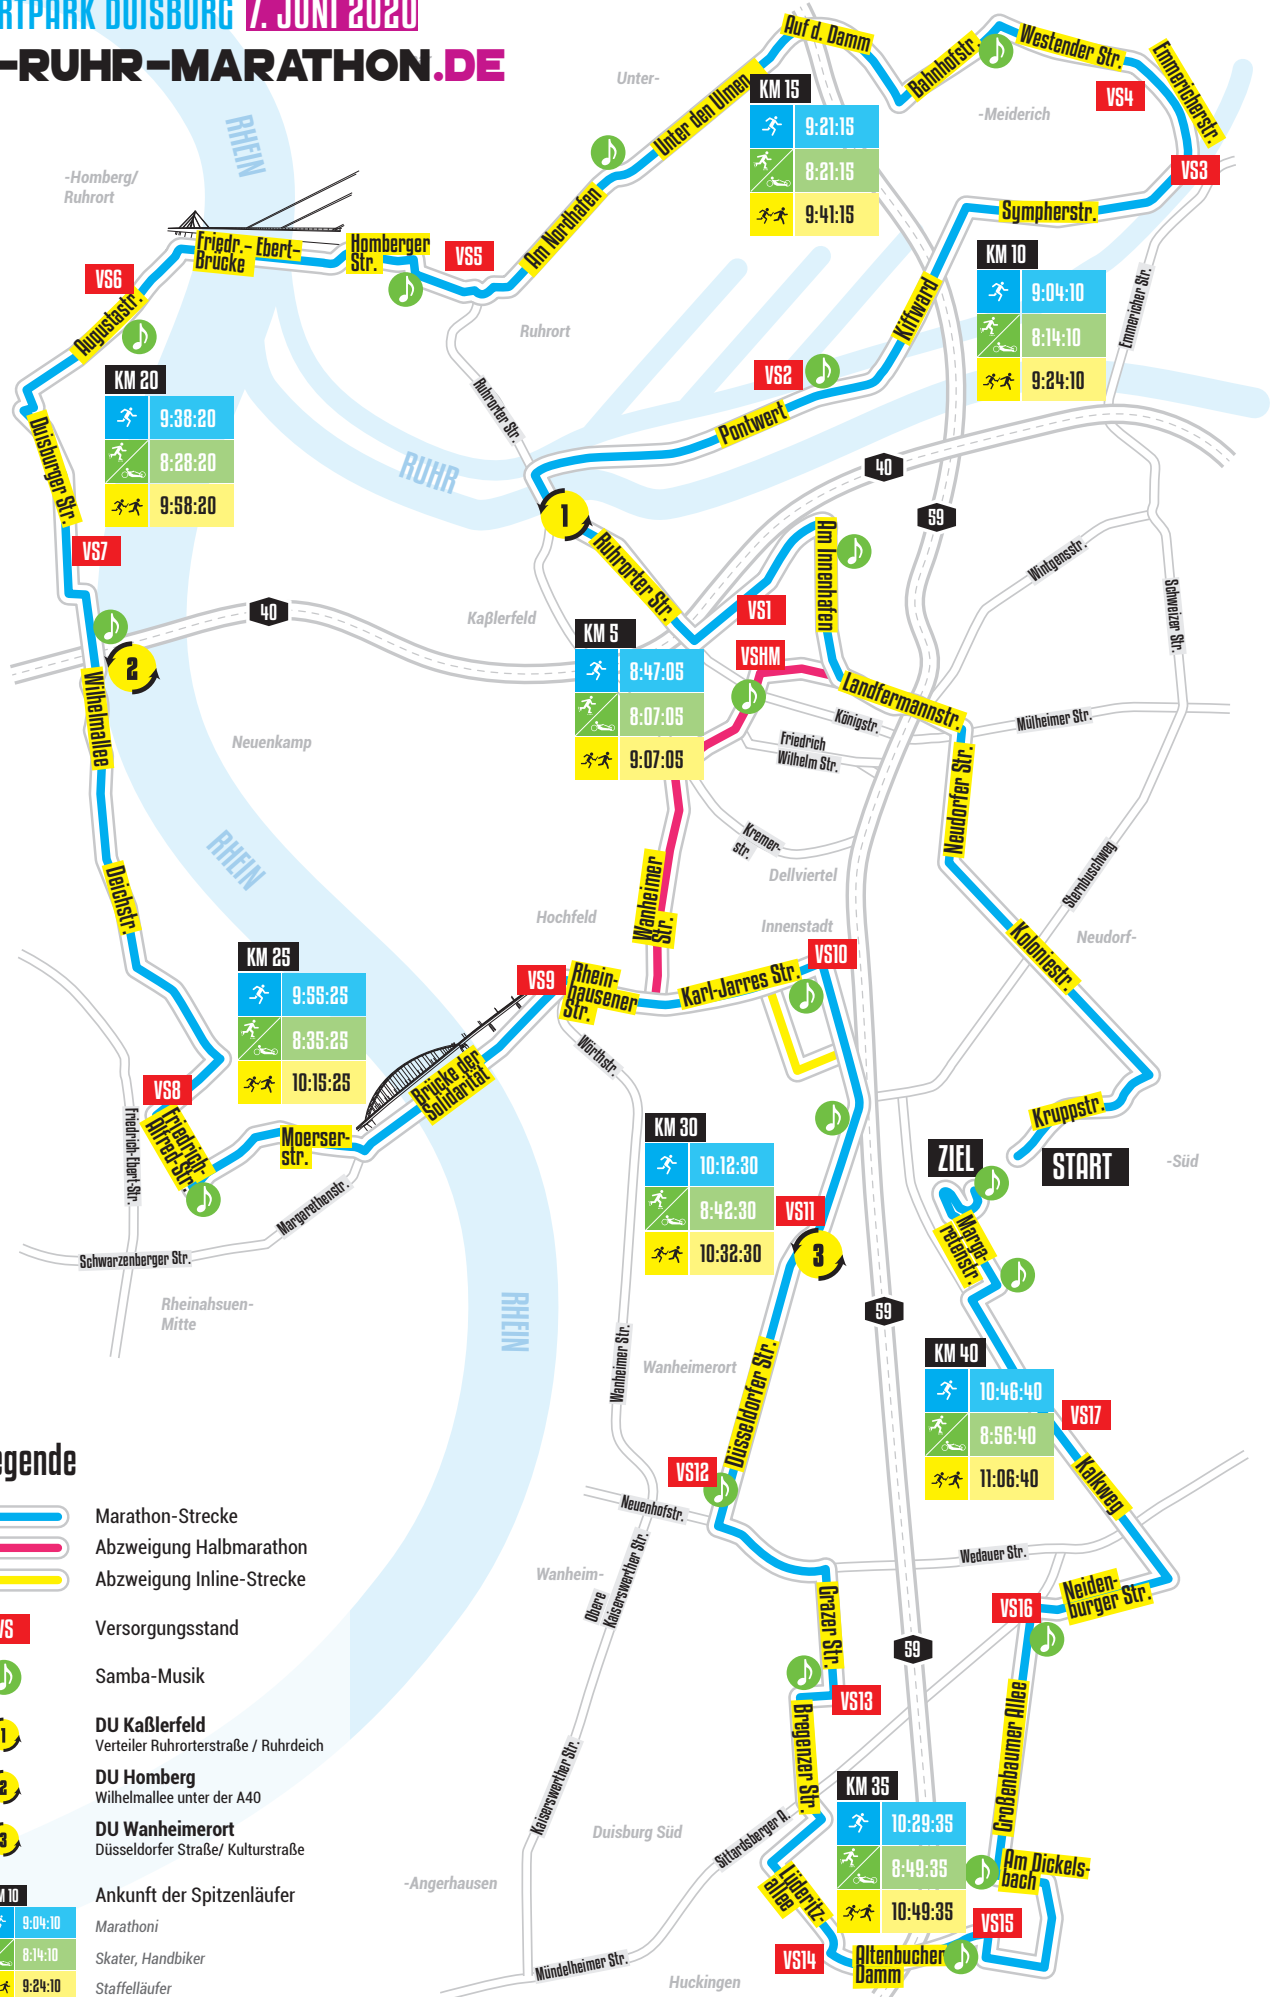 RTPARK DUISBURG 7. JUNI 2020
-RUHR-MARATHON.DE
Auf d. Damm
Bahnhofstr.
Westender Str.
Emmericherstr.
Unter-
-Meiderich
VS4
VS3
KM 15
9:21:15
8:21:15
9:41:15
Unter den Ulmen
RHEIN
-Homberg/
Ruhrort
Am Nordhafen
Sympherstr.
Friedr.-Ebert-
Brücke
Homberger
Str.
VS5
VS6
Augustastr.
Ruhrort
Kiffward
KM 10
9:04:10
8:14:10
9:24:10
Emmericher Str.
KM 20
9:38:20
8:28:20
9:58:20
VS2
Pontwert
Ruhrorter Str.
RUHR
Duisburger Str.
VS7
40
59
1
Ruhrorter Str.
Am Innenhafen
Wintgensstr.
Schweizer Str.
40
Kaßlerfeld
VS1
KM 5
8:47:05
8:07:05
9:07:05
VSHM
2
Wilhelmallee
Neuenkamp
Landfermannstr.
Königstr.
Mülheimer Str.
Friedrich
Wilhelm Str.
Neudorfer Str.
Kremer-
str.
Dellviertel
RHEIN
Deichstr.
Wanheimer
Str.
Sternbuschweg
Hochfeld
Innenstadt
Neudorf-
Koloniestr.
KM 25
9:55:25
8:35:25
10:15:25
VS9
Rhein-
hausener
Str.
Karl-Jarres Str.
VS10
Wörthstr.
Brücke der
Solidarität
VS8
Friedrich-
Alfred-Str.
Friedrich-Ebert-Str.
Moerser-
str.
Margarethenstr.
Schwarzenberger Str.
Rheinahsuen-
Mitte
Kruppstr.
ZIEL
START
-Süd
KM 30
10:12:30
8:42:30
10:32:30
VS11
3
Marga-
retenstr.
RHEIN
59
Wanheimer Str.
Wanheimerort
Düsseldorfer Str.
KM 40
10:46:40
8:56:40
11:06:40
VS17
Kalkweg
VS12
Neuenhofstr.
Wedauer Str.
Wanheim-
Obere
Kaiserswerther Str.
Grazer Str.
Neiden-
burger Str.
VS16
59
VS13
Bregenzer Str.
Großenbaumer Allee
Kaiserswerther Str.
KM 35
10:29:35
8:49:35
10:49:35
Duisburg Süd
Sittardsberger A.
Am Dickels-
bach
-Angerhausen
Lüderitz-
allee
VS15
VS14
Altenbucher
Damm
Mündelheimer Str.
Huckingen
egende
Marathon-Strecke
Abzweigung Halbmarathon
Abzweigung Inline-Strecke
VS
Versorgungsstand
Samba-Musik
1
DU Kaßlerfeld
Verteiler Ruhrorterstraße / Ruhrdeich
2
DU Homberg
Wilhelmallee unter der A40
3
DU Wanheimerort
Düsseldorfer Straße/ Kulturstraße
M 10
Ankunft der Spitzenläufer
9:04:10
Marathoni
8:14:10
Skater, Handbiker
9:24:10
Staffelläufer